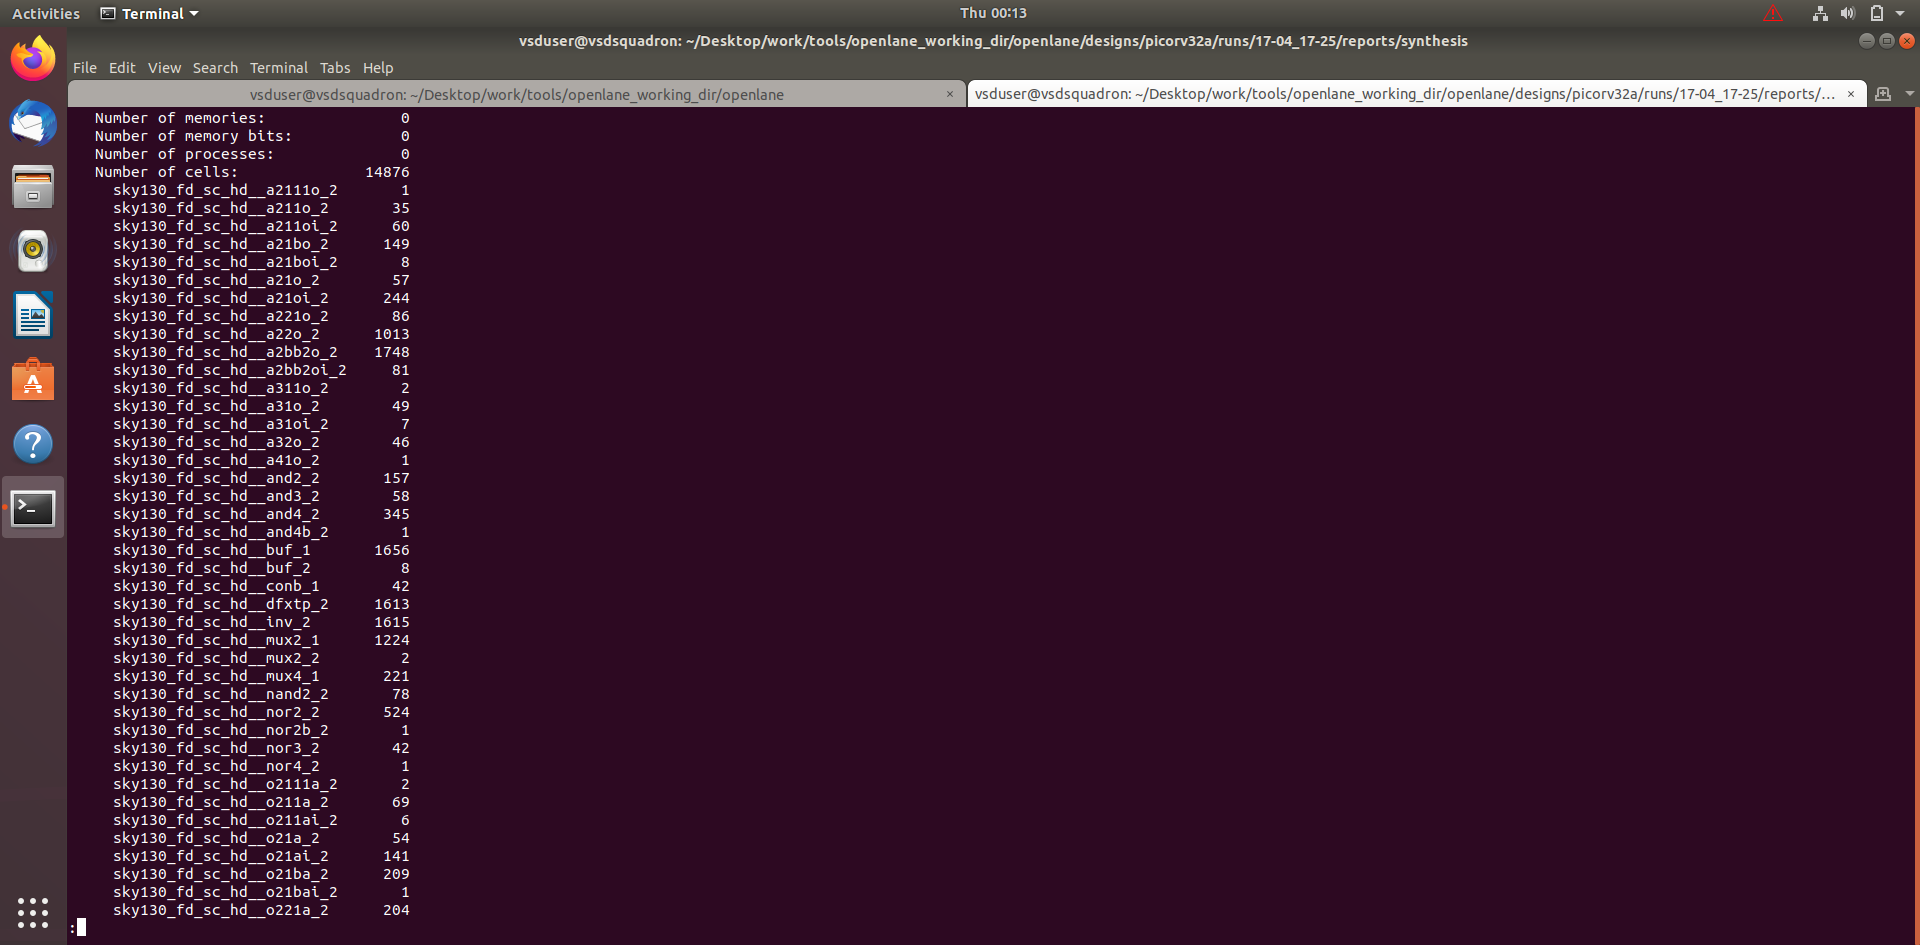 Activities Terminal Thu 00:13
vsduser@vsdsquadron: ~/Desktop/work/tools/openlane_working_dir/openlane/designs/picorv32a/runs/17-04_17-25/reports/synthesis
File Edit View Search Terminal Tabs Help
vsduser@vsdsquadron: ~/Desktop/work/tools/openlane_working_dir/openlane × vsduser@vsdsquadron: ~/Desktop/work/tools/openlane_working_dir/openlane/designs/picorv32a/runs/17-04_17-25/reports/... ×
Number of memories: 0
Number of memory bits: 0
Number of processes: 0
Number of cells: 14876
sky130_fd_sc_hd__a2111o_2 1
sky130_fd_sc_hd__a211o_2 35
sky130_fd_sc_hd__a211oi_2 60
sky130_fd_sc_hd__a21bo_2 149
sky130_fd_sc_hd__a21boi_2 8
sky130_fd_sc_hd__a21o_2 57
sky130_fd_sc_hd__a21oi_2 244
sky130_fd_sc_hd__a221o_2 86
sky130_fd_sc_hd__a22o_2 1013
sky130_fd_sc_hd__a2bb2o_2 1748
sky130_fd_sc_hd__a2bb2oi_2 81
sky130_fd_sc_hd__a311o_2 2
sky130_fd_sc_hd__a31o_2 49
sky130_fd_sc_hd__a31oi_2 7
sky130_fd_sc_hd__a32o_2 46
sky130_fd_sc_hd__a41o_2 1
sky130_fd_sc_hd__and2_2 157
sky130_fd_sc_hd__and3_2 58
sky130_fd_sc_hd__and4_2 345
sky130_fd_sc_hd__and4b_2 1
sky130_fd_sc_hd__buf_1 1656
sky130_fd_sc_hd__buf_2 8
sky130_fd_sc_hd__conb_1 42
sky130_fd_sc_hd__dfxtp_2 1613
sky130_fd_sc_hd__inv_2 1615
sky130_fd_sc_hd__mux2_1 1224
sky130_fd_sc_hd__mux2_2 2
sky130_fd_sc_hd__mux4_1 221
sky130_fd_sc_hd__nand2_2 78
sky130_fd_sc_hd__nor2_2 524
sky130_fd_sc_hd__nor2b_2 1
sky130_fd_sc_hd__nor3_2 42
sky130_fd_sc_hd__nor4_2 1
sky130_fd_sc_hd__o2111a_2 2
sky130_fd_sc_hd__o211a_2 69
sky130_fd_sc_hd__o211ai_2 6
sky130_fd_sc_hd__o21a_2 54
sky130_fd_sc_hd__o21ai_2 141
sky130_fd_sc_hd__o21ba_2 209
sky130_fd_sc_hd__o21bai_2 1
sky130_fd_sc_hd__o221a_2 204
: